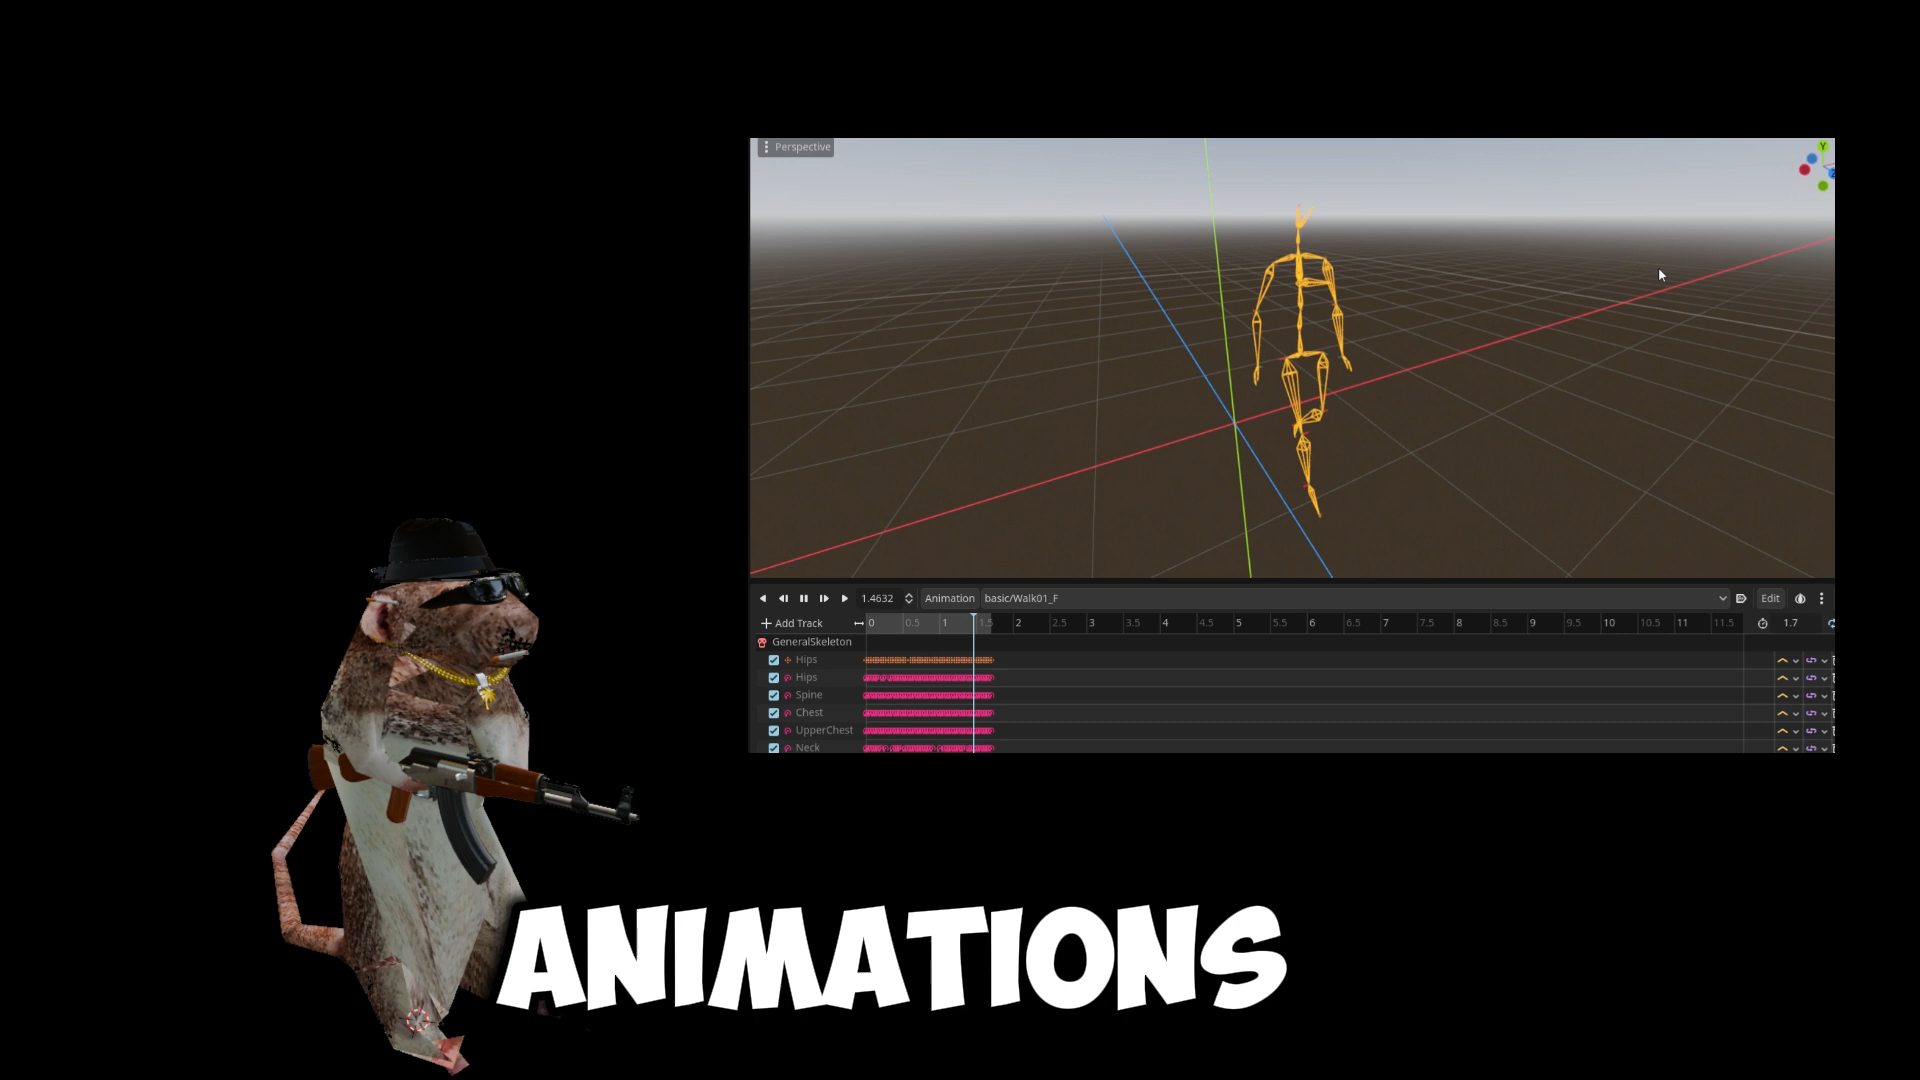 Perspective
Y
1.4632 Animation basic/Walk01_F Edit
Add Track 0 0.5 1 1.5 2 2.5 3 3.5 4 4.5 5 5.5 6 6.5 7 7.5 8 8.5 9 9.5 10 10.5 11 11.5 1.7
GeneralSkeleton
Hips
Hips
Spine
Chest
UpperChest
Neck
ANIMATIONS